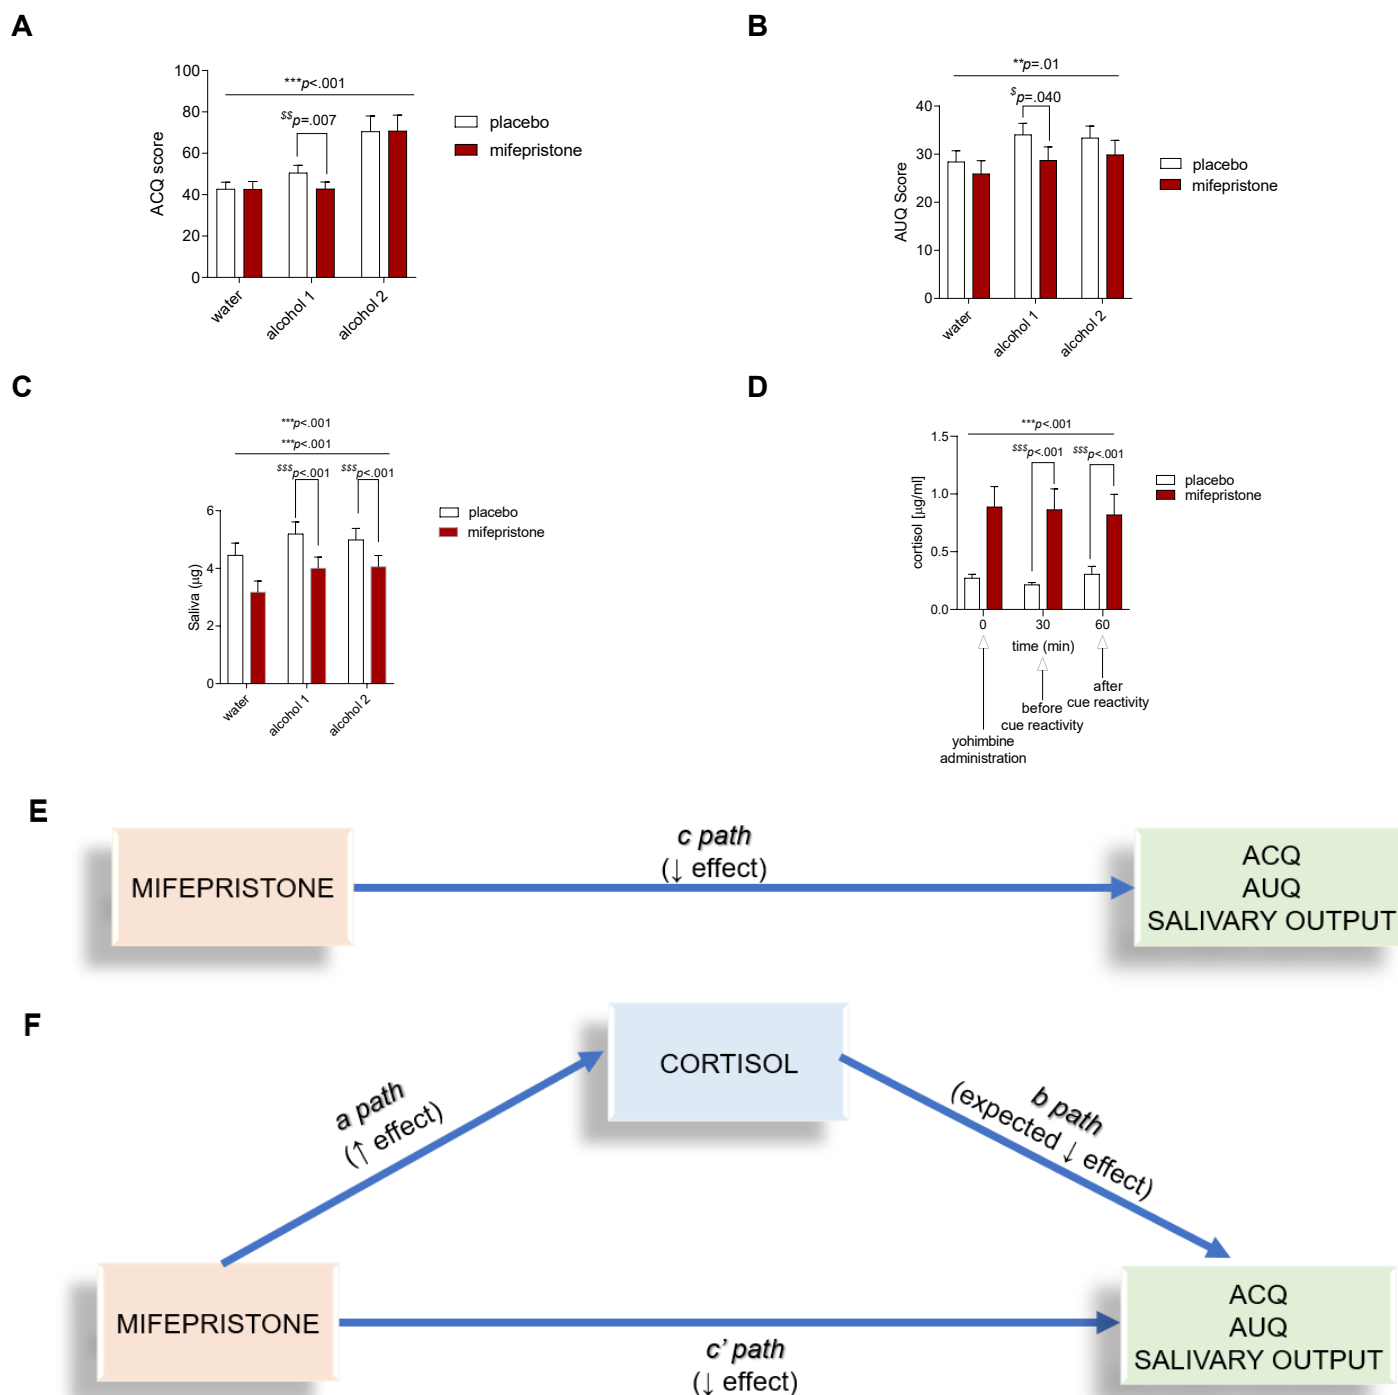 A
100
80
60
40
20
0
ACQ score
***p<.001
$$p=.007
placebo
mifepristone
water
alcohol 1
alcohol 2
B
40
30
20
10
0
AUQ Score
**p=.01
$p=.040
placebo
mifepristone
water
alcohol 1
alcohol 2
C
***p<.001
***p<.001
$$$p<.001
$$$p<.001
6
4
2
0
Saliva (µg)
placebo
mifepristone
water
alcohol 1
alcohol 2
D
1.5
1.0
0.5
0.0
cortisol [µg/ml]
***p<.001
$$$p<.001
$$$p<.001
placebo
mifepristone
0
30
60
time (min)
yohimbine
administration
before
cue reactivity
after
cue reactivity
E
MIFEPRISTONE
c path
(↓ effect)
ACQ
AUQ
SALIVARY OUTPUT
F
CORTISOL
a path
(↑ effect)
b path
(expected ↓ effect)
MIFEPRISTONE
c' path
(↓ effect)
ACQ
AUQ
SALIVARY OUTPUT